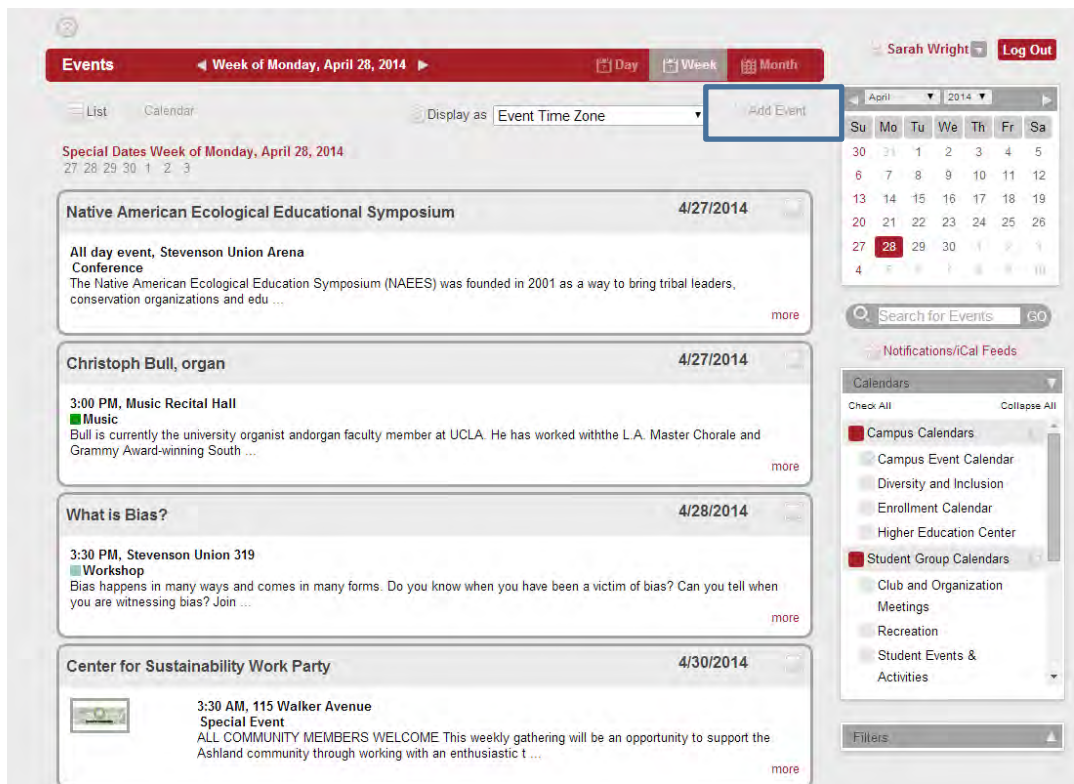 Sarah Wright
Log Out
Events
Week of Monday, April 28, 2014
Day
Week
Month
List
Calendar
Display as
Event Time Zone
Add Event
Special Dates Week of Monday, April 28, 2014
27 28 29 30 1 2 3
Native American Ecological Educational Symposium
4/27/2014
All day event, Stevenson Union Arena
Conference
The Native American Ecological Education Symposium (NAEES) was founded in 2001 as a way to bring tribal leaders,
conservation organizations and edu ...
more
Christoph Bull, organ
4/27/2014
3:00 PM, Music Recital Hall
Music
Bull is currently the university organist andorgan faculty member at UCLA. He has worked withthe L.A. Master Chorale and
Grammy Award-winning South ...
more
What is Bias?
4/28/2014
3:30 PM, Stevenson Union 319
Workshop
Bias happens in many ways and comes in many forms. Do you know when you have been a victim of bias? Can you tell when
you are witnessing bias? Join ...
more
Center for Sustainability Work Party
4/30/2014
3:30 AM, 115 Walker Avenue
Special Event
ALL COMMUNITY MEMBERS WELCOME This weekly gathering will be an opportunity to support the
Ashland community through working with an enthusiastic t ...
more
April
2014
Su Mo Tu We Th Fr Sa
30 31 1 2 3 4 5
6 7 8 9 10 11 12
13 14 15 16 17 18 19
20 21 22 23 24 25 26
27 28 29 30 1 2 3
4 5 6 7 8 9 10
Search for Events
GO
Notifications/iCal Feeds
Calendars
Check All
Collapse All
Campus Calendars
Campus Event Calendar
Diversity and Inclusion
Enrollment Calendar
Higher Education Center
Student Group Calendars
Club and Organization
Meetings
Recreation
Student Events &
Activities
Filters